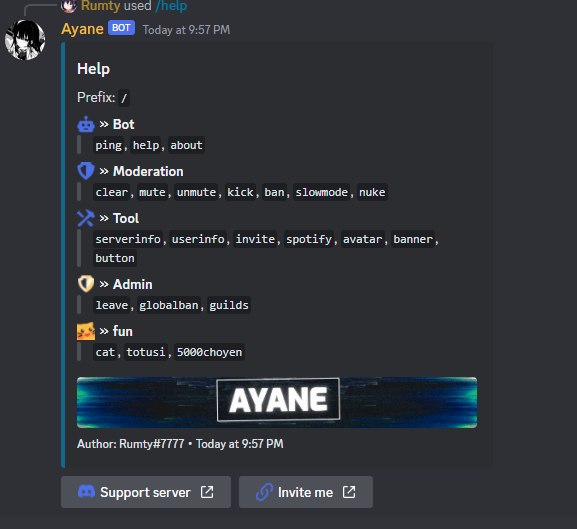 Rumty used /help
Ayane BOT Today at 9:57 PM
Help
Prefix: /
» Bot
ping, help, about
» Moderation
clear, mute, unmute, kick, ban, slowmode, nuke
» Tool
serverinfo, userinfo, invite, spotify, avatar, banner,
button
» Admin
leave, globalban, guilds
» fun
cat, totusi, 5000choyen
AYANE
Author: Rumty#7777 • Today at 9:57 PM
Support server Invite me